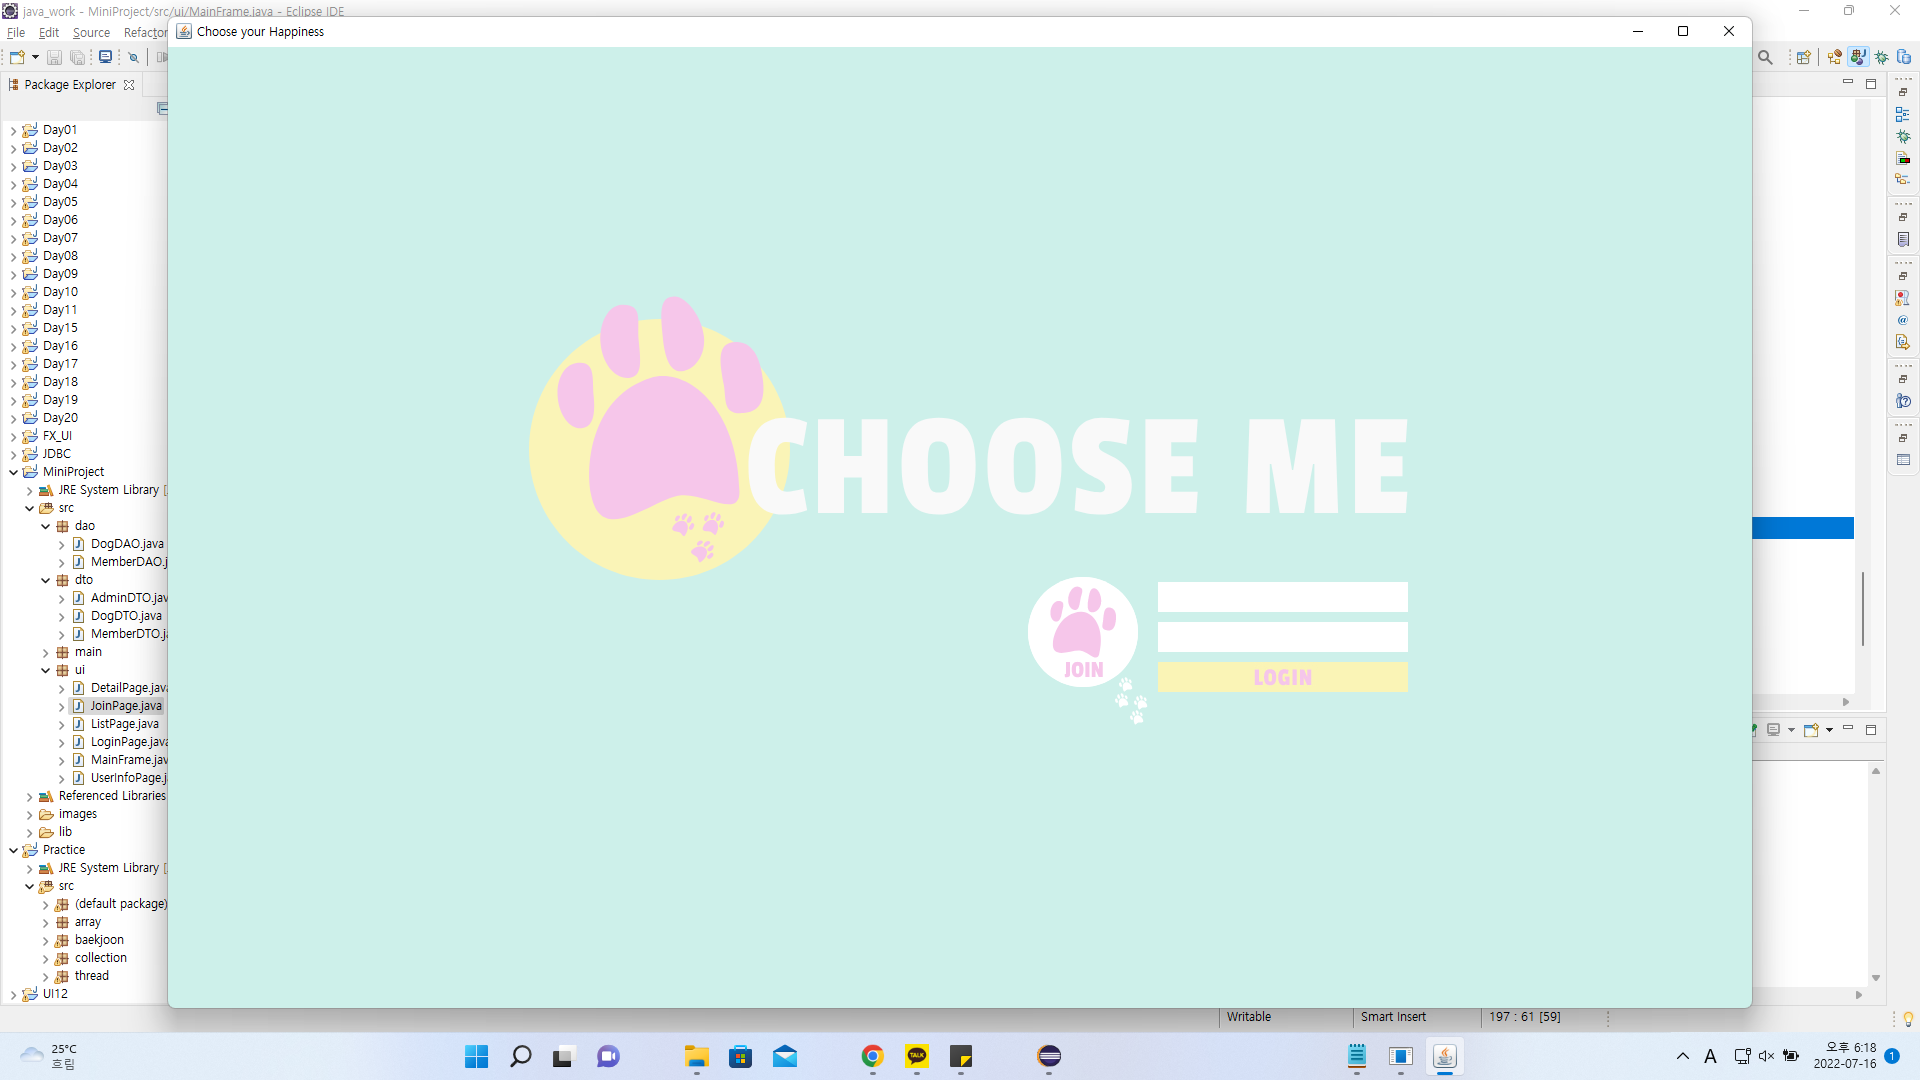 java_work - MiniProject/src/ui/MainFrame.java - Eclipse IDE
File Edit Source Refactor
Choose your Happiness
Package Explorer
Day01
Day02
Day03
Day04
Day05
Day06
Day07
Day08
Day09
Day10
Day11
Day15
Day16
Day17
Day18
Day19
Day20
FX_UI
JDBC
MiniProject
JRE System Library [
src
dao
DogDAO.java
MemberDAO.j
dto
AdminDTO.jav
DogDTO.java
MemberDTO.ja
main
ui
DetailPage.java
JoinPage.java
ListPage.java
LoginPage.java
MainFrame.jav
UserInfoPage.j
Referenced Libraries
images
lib
Practice
JRE System Library [
src
(default package)
array
baekjoon
collection
thread
UI12
CHOOSE ME
JOIN
LOGIN
Writable Smart Insert 197 : 61 [59]
25°C
흐림
TALK
A
오후 6:18
2022-07-16
1